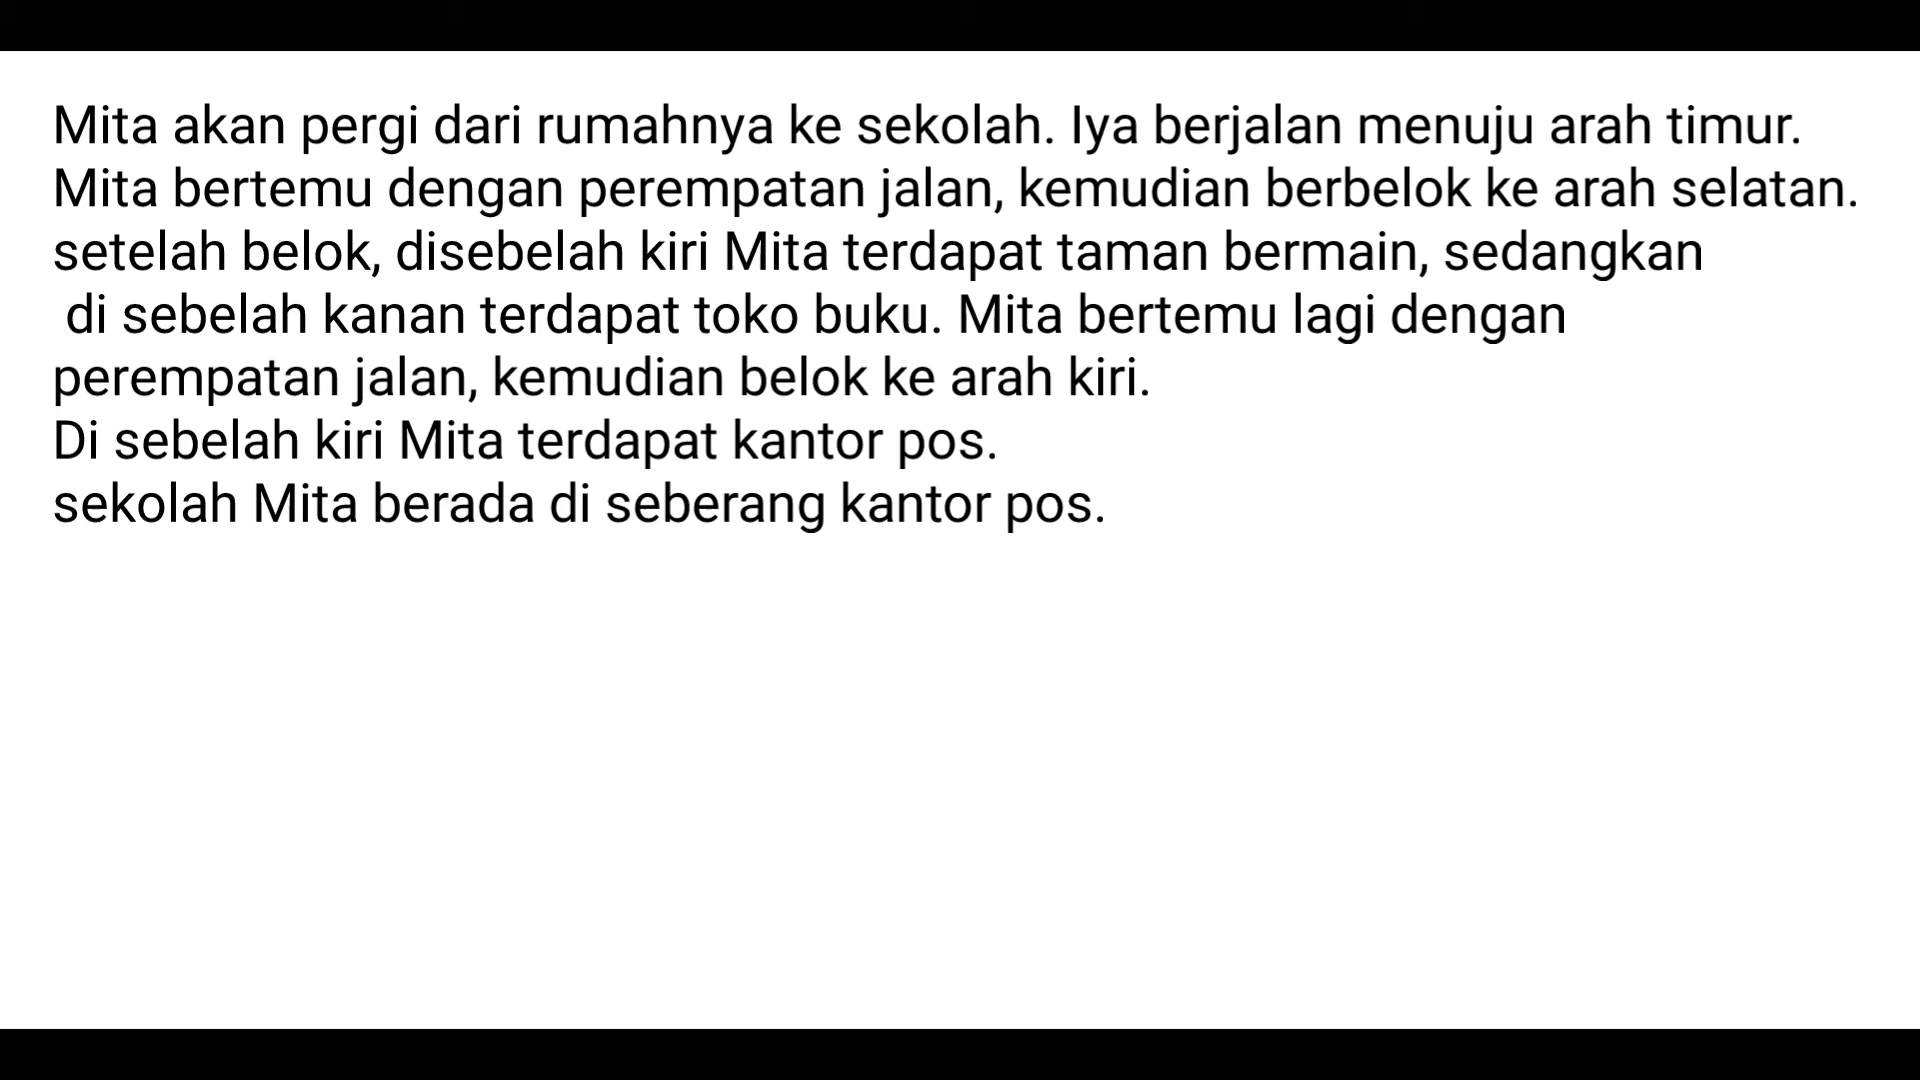 Mita akan pergi dari rumahnya ke sekolah. Iya berjalan menuju arah timur.
Mita bertemu dengan perempatan jalan, kemudian berbelok ke arah selatan.
setelah belok, disebelah kiri Mita terdapat taman bermain, sedangkan
di sebelah kanan terdapat toko buku. Mita bertemu lagi dengan
perempatan jalan, kemudian belok ke arah kiri.
Di sebelah kiri Mita terdapat kantor pos.
sekolah Mita berada di seberang kantor pos.